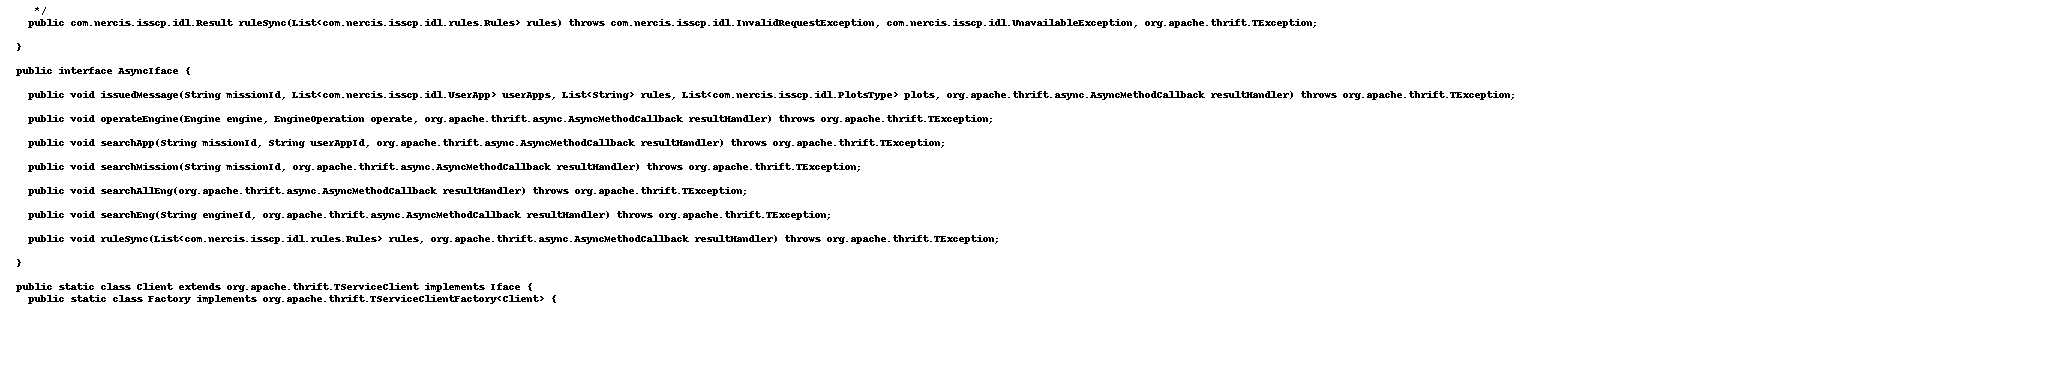 */
public com.nercis.isscp.idl.Result ruleSync(List<com.nercis.isscp.idl.rules.Rules> rules) throws com.nercis.isscp.idl.InvalidRequestException, com.nercis.isscp.idl.UnavailableException, org.apache.thrift.TException;
}
public interface AsyncIface {
public void issuedMessage(String missionId, List<com.nercis.isscp.idl.UserApp> userApps, List<String> rules, List<com.nercis.isscp.idl.PlotsType> plots, org.apache.thrift.async.AsyncMethodCallback resultHandler) throws org.apache.thrift.TException;
public void operateEngine(Engine engine, EngineOperation operate, org.apache.thrift.async.AsyncMethodCallback resultHandler) throws org.apache.thrift.TException;
public void searchApp(String missionId, String userAppId, org.apache.thrift.async.AsyncMethodCallback resultHandler) throws org.apache.thrift.TException;
public void searchMission(String missionId, org.apache.thrift.async.AsyncMethodCallback resultHandler) throws org.apache.thrift.TException;
public void searchAllEng(org.apache.thrift.async.AsyncMethodCallback resultHandler) throws org.apache.thrift.TException;
public void searchEng(String engineId, org.apache.thrift.async.AsyncMethodCallback resultHandler) throws org.apache.thrift.TException;
public void ruleSync(List<com.nercis.isscp.idl.rules.Rules> rules, org.apache.thrift.async.AsyncMethodCallback resultHandler) throws org.apache.thrift.TException;
}
public static class Client extends org.apache.thrift.TServiceClient implements Iface {
public static class Factory implements org.apache.thrift.TServiceClientFactory<Client> {